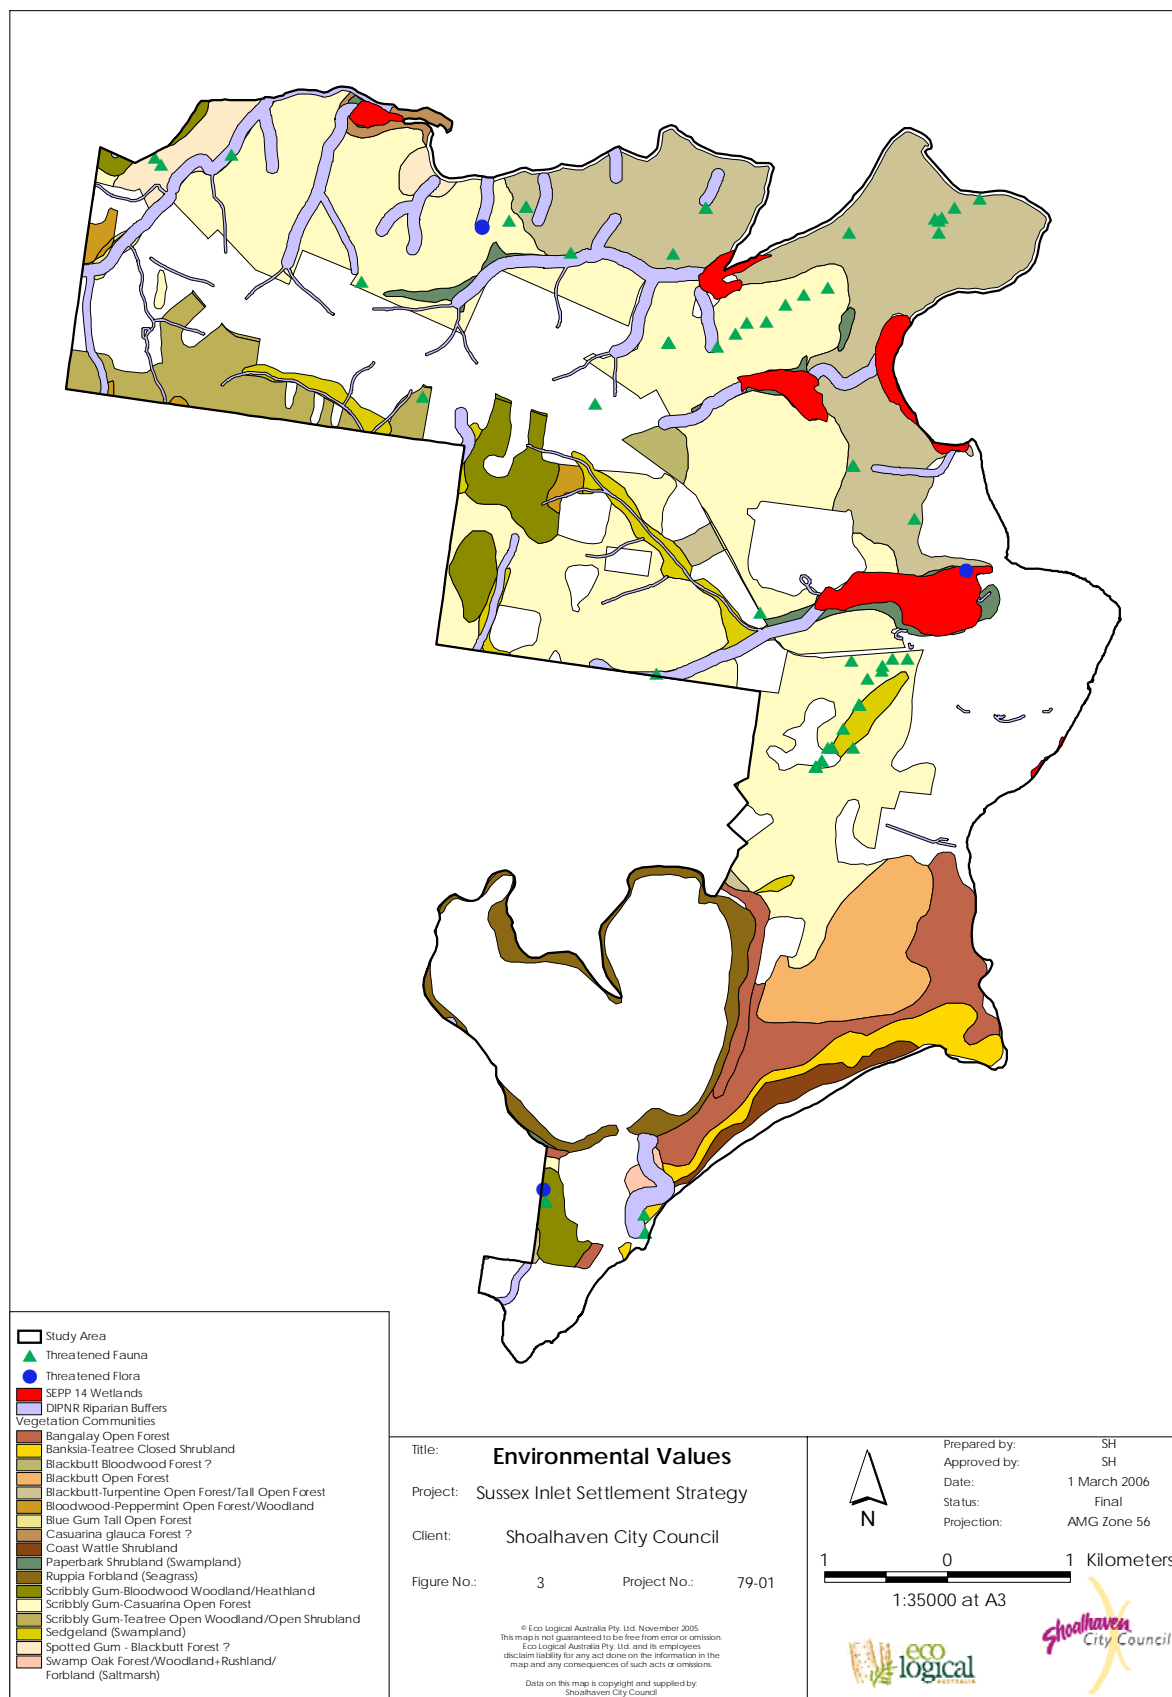 Study Area
Threatened Fauna
Threatened Flora
SEPP 14 Wetlands
DIPNR Riparian Buffers
Vegetation Communities
Bangalay Open Forest
Banksia-Teatree Closed Shrubland
Blackbutt Bloodwood Forest ?
Blackbutt Open Forest
Blackbutt-Turpentine Open Forest/Tall Open Forest
Bloodwood-Peppermint Open Forest/Woodland
Blue Gum Tall Open Forest
Casuarina glauca Forest ?
Coast Wattle Shrubland
Paperbark Shrubland (Swampland)
Ruppia Forbland (Seagrass)
Scribbly Gum-Bloodwood Woodland/Heathland
Scribbly Gum-Casuarina Open Forest
Scribbly Gum-Teatree Open Woodland/Open Shrubland
Sedgeland (Swampland)
Spotted Gum - Blackbutt Forest ?
Swamp Oak Forest/Woodland+Rushland/
Forbland (Saltmarsh)
Title: Environmental Values
Project: Sussex Inlet Settlement Strategy
Client: Shoalhaven City Council
Figure No.: 3 Project No.: 79-01
© Eco Logical Australia Pty. Ltd. November 2005.
This map is not guaranteed to be free from error or omission.
Eco Logical Australia Pty. Ltd. and its employees
disclaim liability for any act done on the information in the
map and any consequences of such acts or omissions.
Data on this map is copyright and supplied by:
Shoalhaven City Council
N
Prepared by: SH
Approved by: SH
Date: 1 March 2006
Status: Final
Projection: AMG Zone 56
1 0 1 Kilometers
1:35000 at A3
eco
logical
AUSTRALIA
Shoalhaven
City Council